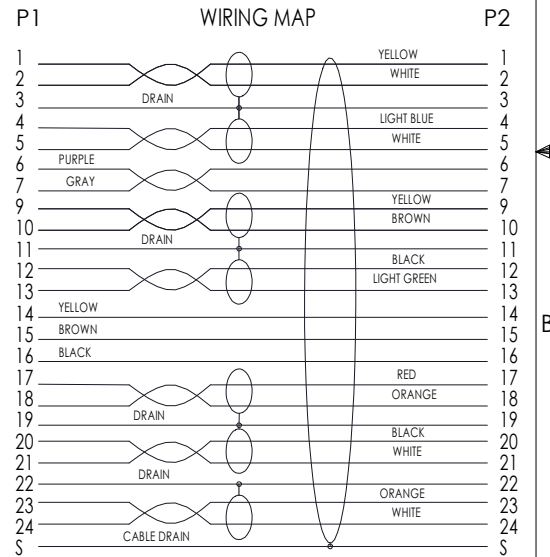 P1 WIRING MAP P2
1 YELLOW 1
2 WHITE 2
3 DRAIN 3
4 LIGHT BLUE 4
5 WHITE 5
6 PURPLE 6
7 GRAY 7
9 YELLOW 9
10 BROWN 10
11 DRAIN 11
12 BLACK 12
13 LIGHT GREEN 13
14 YELLOW 14
15 BROWN 15
16 BLACK 16
17 RED 17
18 ORANGE 18
19 DRAIN 19
20 BLACK 20
21 WHITE 21
22 DRAIN 22
23 ORANGE 23
24 WHITE 24
S CABLE DRAIN S
B